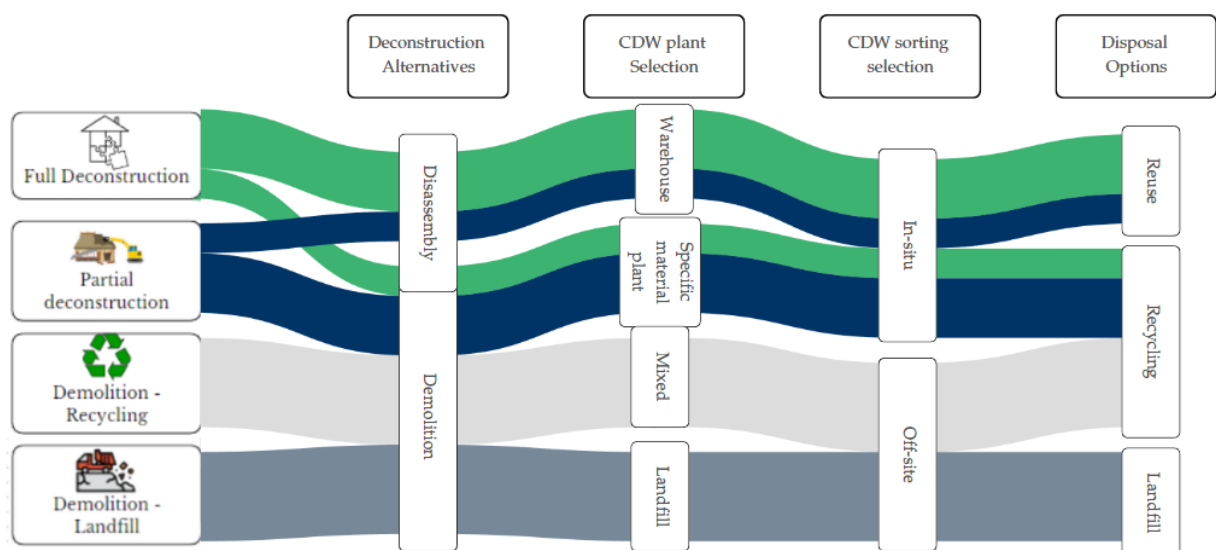 Deconstruction
Alternatives
CDW plant
Selection
CDW sorting
selection
Disposal
Options
Full Deconstruction
Partial
deconstruction
Demolition -
Recycling
Demolition -
Landfill
Disassembly
Demolition
Warehouse
Specific
material
plant
Mixed
Landfill
In-situ
Off-site
Reuse
Recycling
Landfill